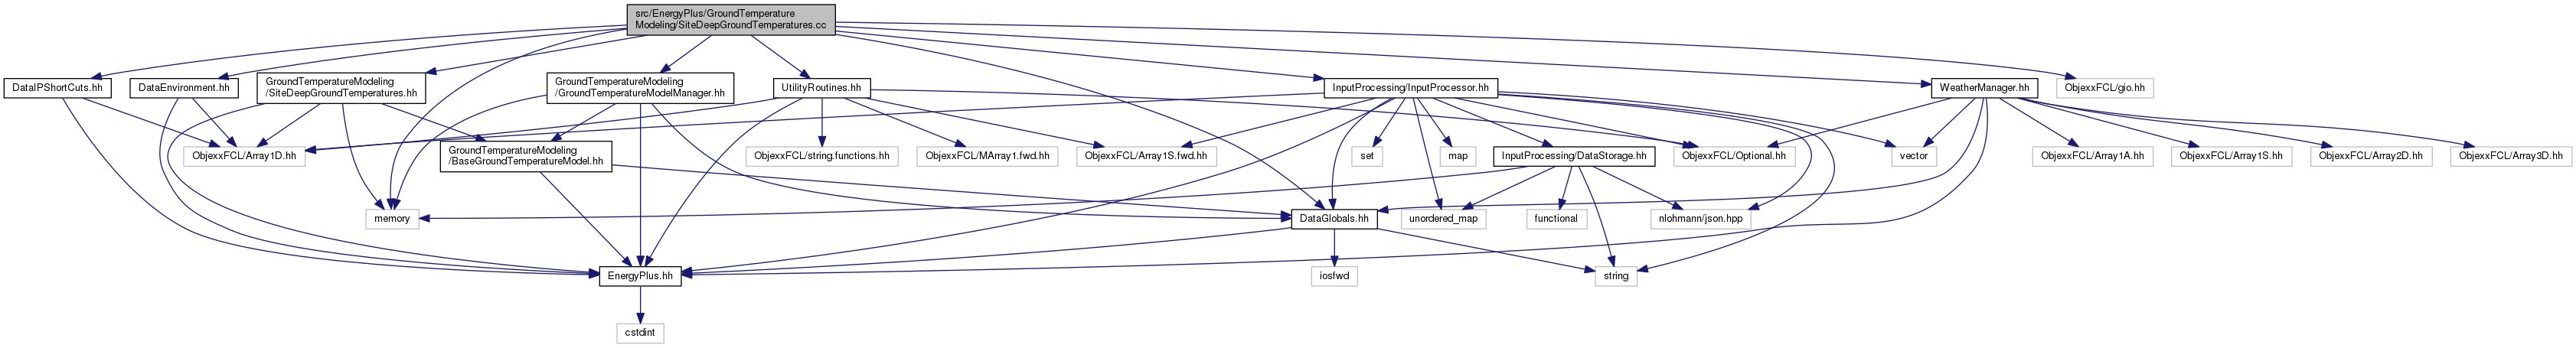 src/EnergyPlus/GroundTemperature
Modeling/SiteDeepGroundTemperatures.cc
DataIPShortCuts.hh
DataEnvironment.hh
GroundTemperatureModeling
/SiteDeepGroundTemperatures.hh
GroundTemperatureModeling
/GroundTemperatureModelManager.hh
UtilityRoutines.hh
InputProcessing/InputProcessor.hh
WeatherManager.hh
ObjexxFCL/gio.hh
ObjexxFCL/Array1D.hh
GroundTemperatureModeling
/BaseGroundTemperatureModel.hh
ObjexxFCL/string.functions.hh
ObjexxFCL/MArray1.fwd.hh
ObjexxFCL/Array1S.fwd.hh
set
map
InputProcessing/DataStorage.hh
ObjexxFCL/Optional.hh
vector
ObjexxFCL/Array1A.hh
ObjexxFCL/Array1S.hh
ObjexxFCL/Array2D.hh
ObjexxFCL/Array3D.hh
memory
DataGlobals.hh
unordered_map
functional
nlohmann/json.hpp
EnergyPlus.hh
iosfwd
string
cstdint